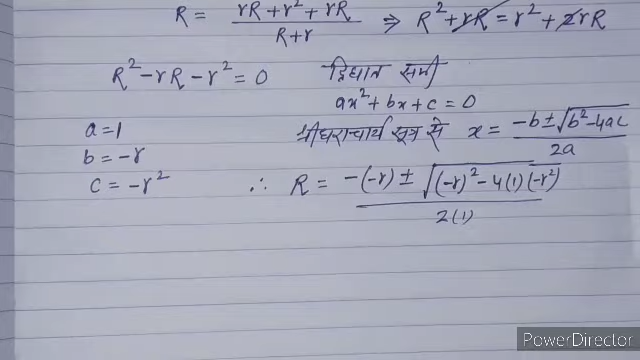 R = (rR + r² + rR) / (R + r) ⇒ R² + rR = r² + 2rR
R² - rR - r² = 0 द्विघात समी
ax² + bx + c = 0
a = 1 श्रीधराचार्य सूत्र से x = (-b ± √(b² - 4ac)) / 2a
b = -r
c = -r² ∴ R = (-(-r) ± √((-r)² - 4(1)(-r²))) / 2(1)
PowerDirector